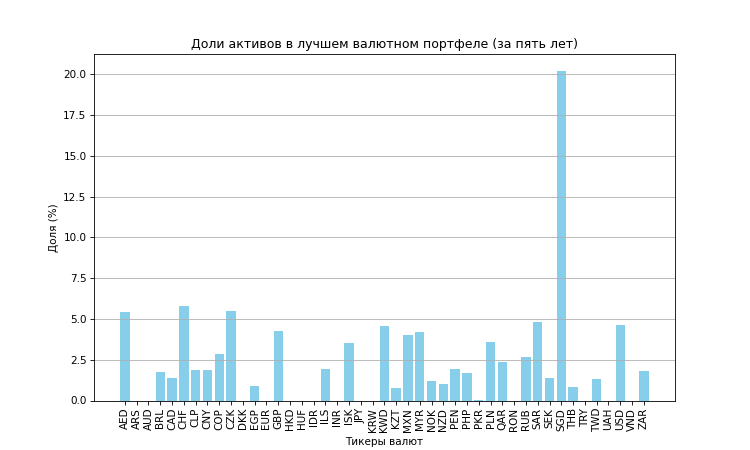 Доли активов в лучшем валютном портфеле (за пять лет)
Доля (%)
20.0
17.5
15.0
12.5
10.0
7.5
5.0
2.5
0.0
AED ARS AUD BRL CAD CHF CLP CNY COP CZK DKK EGP EUR GBP HKD HUF IDR ILS INR ISK JPY KRW KWD KZT MXN MYR NOK NZD PEN PHP PKR PLN QAR RON RUB SAR SEK SGD THB TRY TWD UAH USD VND ZAR
Тикеры валют